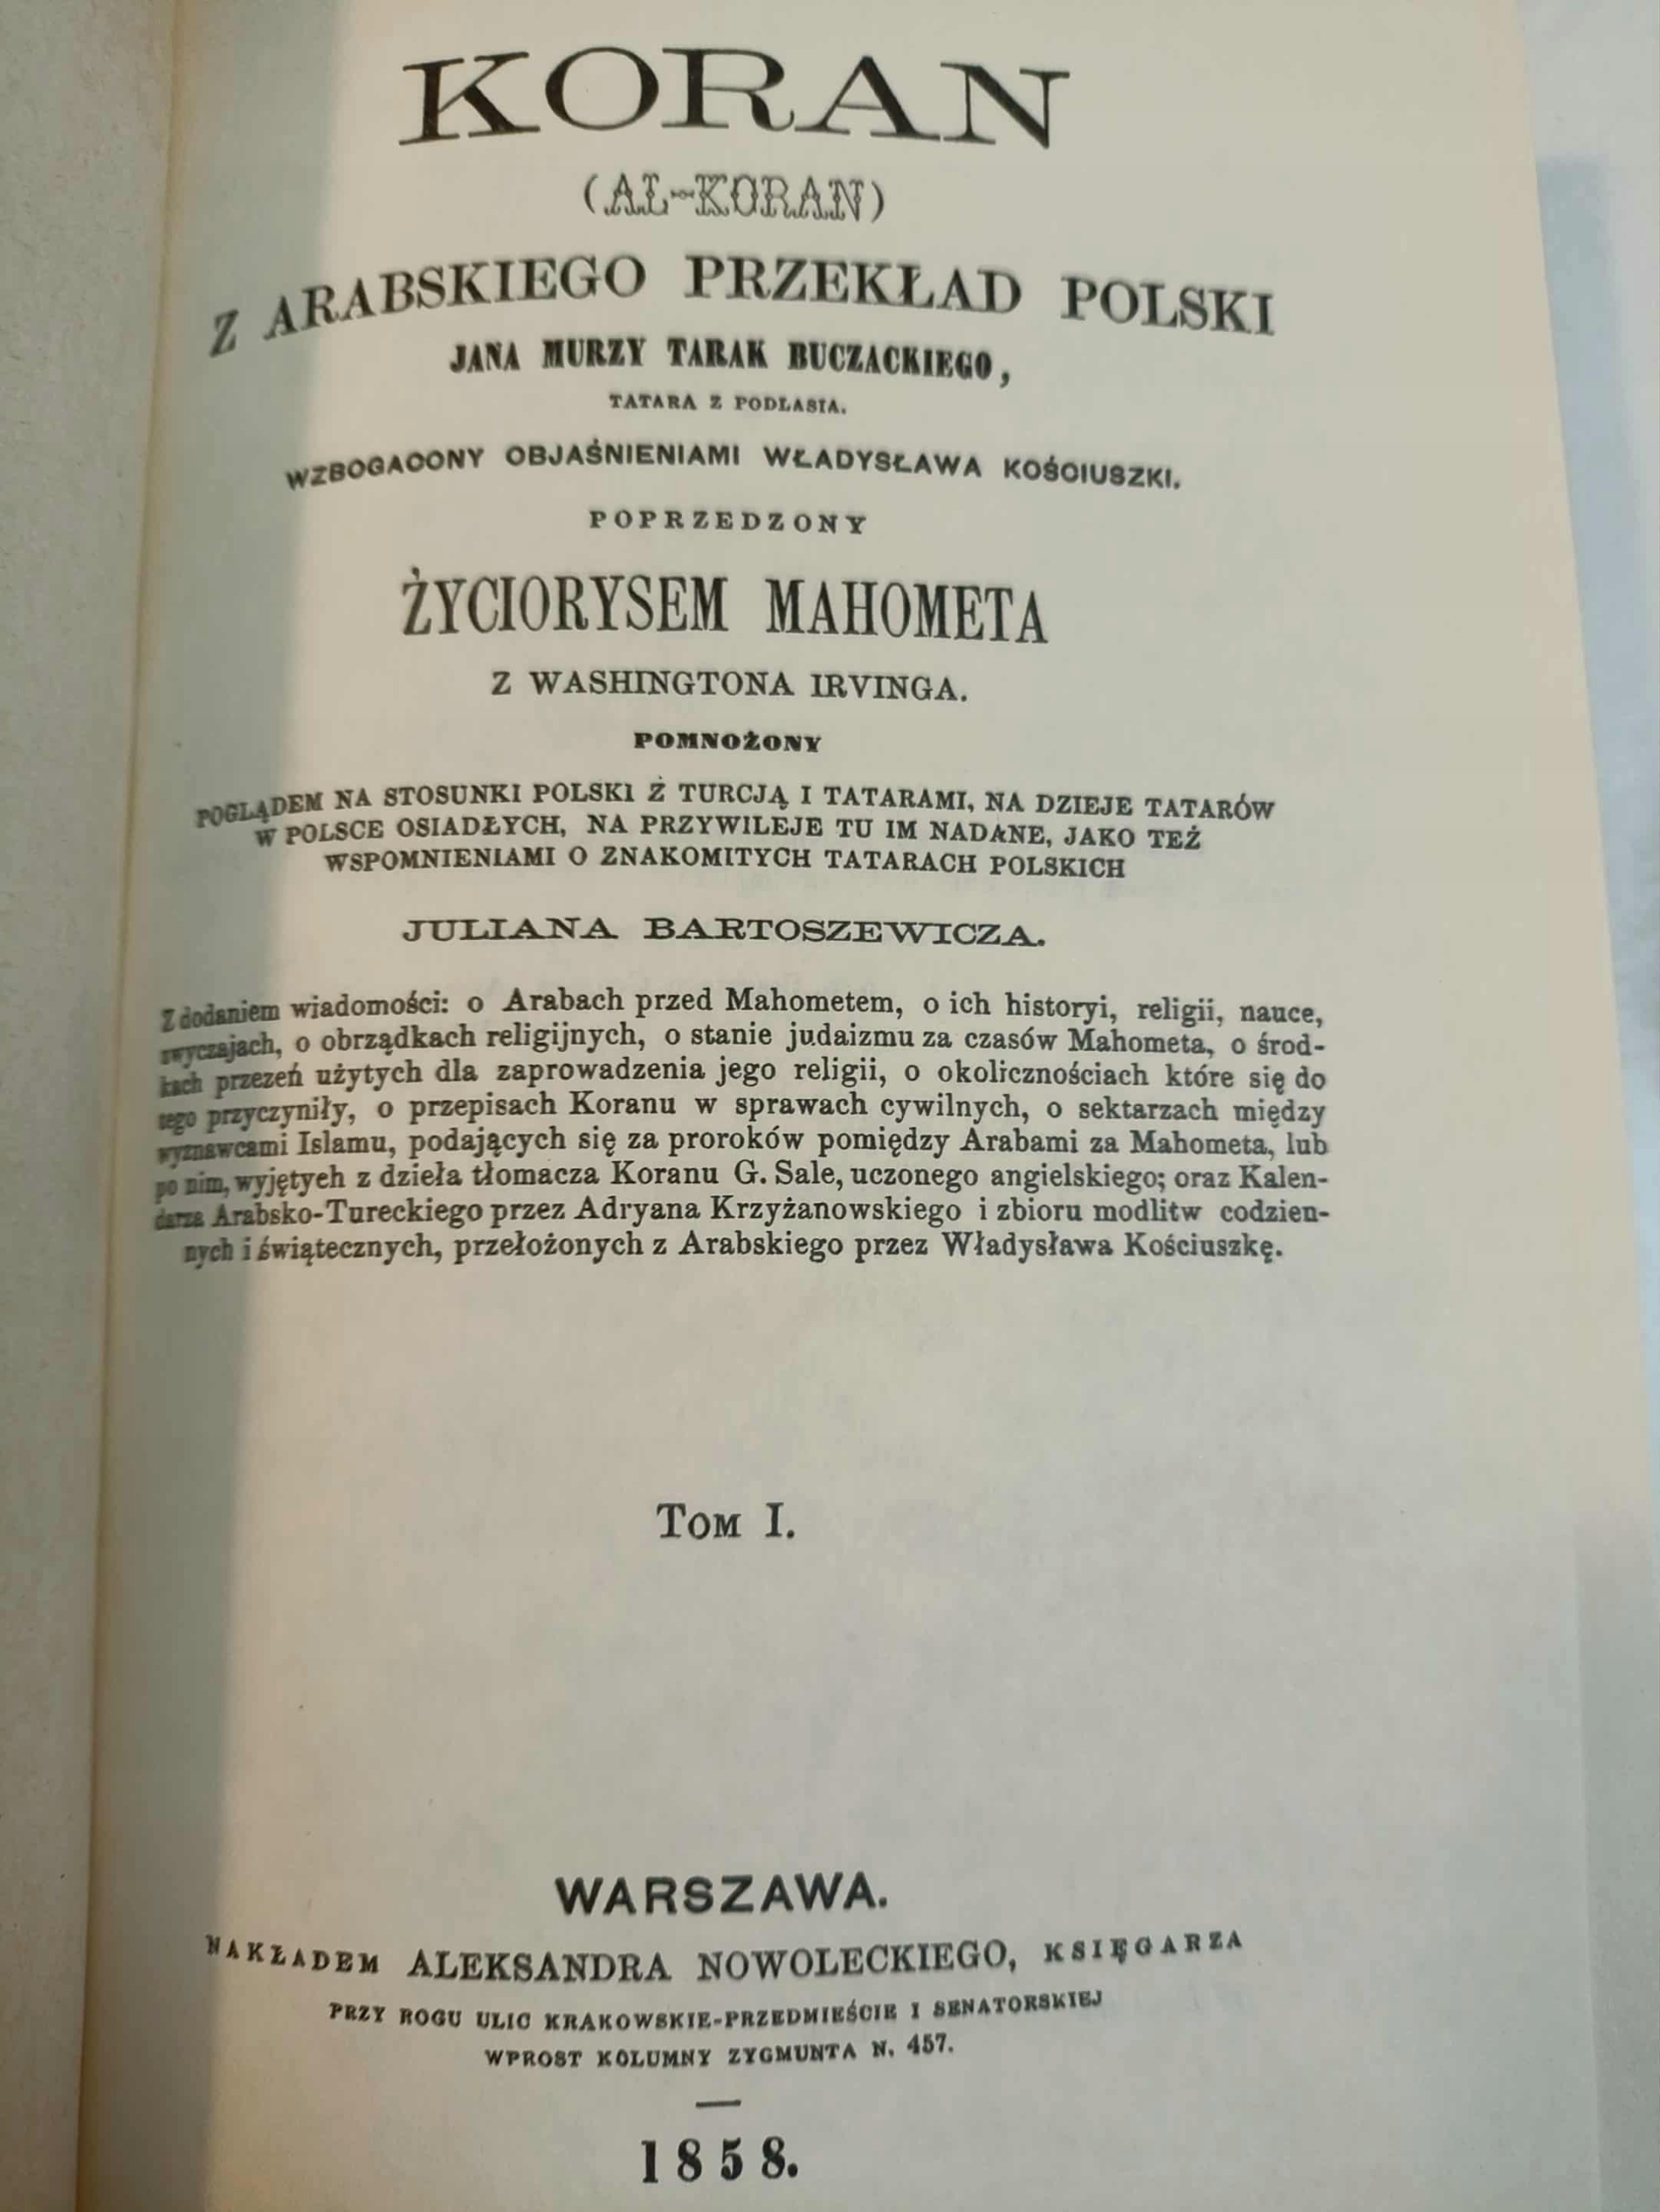 KORAN
(AL-KORAN)
Z ARABSKIEGO PRZEKŁAD POLSKI
JANA MURZY TARAK BUCZACKIEGO,
TATARA Z PODLASIA.
WZBOGACONY OBJAŚNIENIAMI WŁADYSŁAWA KOŚCIUSZKI.
POPRZEDZONY
ŻYCIORYSEM MAHOMETA
Z WASHINGTONA IRVINGA.
POMNOŻONY
POGLĄDEM NA STOSUNKI POLSKI Z TURCJĄ I TATARAMI, NA DZIEJE TATARÓW
W POLSCE OSIADŁYCH, NA PRZYWILEJE TU IM NADANE, JAKO TEŻ
WSPOMNIENIAMI O ZNAKOMITYCH TATARACH POLSKICH
JULIANA BARTOSZEWICZA.
Z dodaniem wiadomości: o Arabach przed Mahometem, o ich historyi, religii, nauce,
zwyczajach, o obrządkach religijnych, o stanie judaizmu za czasów Mahometa, o środ-
kach przezeń użytych dla zaprowadzenia jego religii, o okolicznościach które się do
tego przyczyniły, o przepisach Koranu w sprawach cywilnych, o sektarzach między
wyznawcami Islamu, podających się za proroków pomiędzy Arabami za Mahometa, lub
po nim, wyjętych z dzieła tłomacza Koranu G. Sale, uczonego angielskiego; oraz Kalen-
darza Arabsko-Tureckiego przez Adryana Krzyżanowskiego i zbioru modlitw codzien-
nych i świątecznych, przełożonych z Arabskiego przez Władysława Kościuszkę.
Tom I.
WARSZAWA.
NAKŁADEM ALEKSANDRA NOWOLECKIEGO, KSIĘGARZA
PRZY ROGU ULIC KRAKOWSKIE-PRZEDMIEŚCIE I SENATORSKIEJ
WPROST KOLUMNY ZYGMUNTA N. 457.
1858.